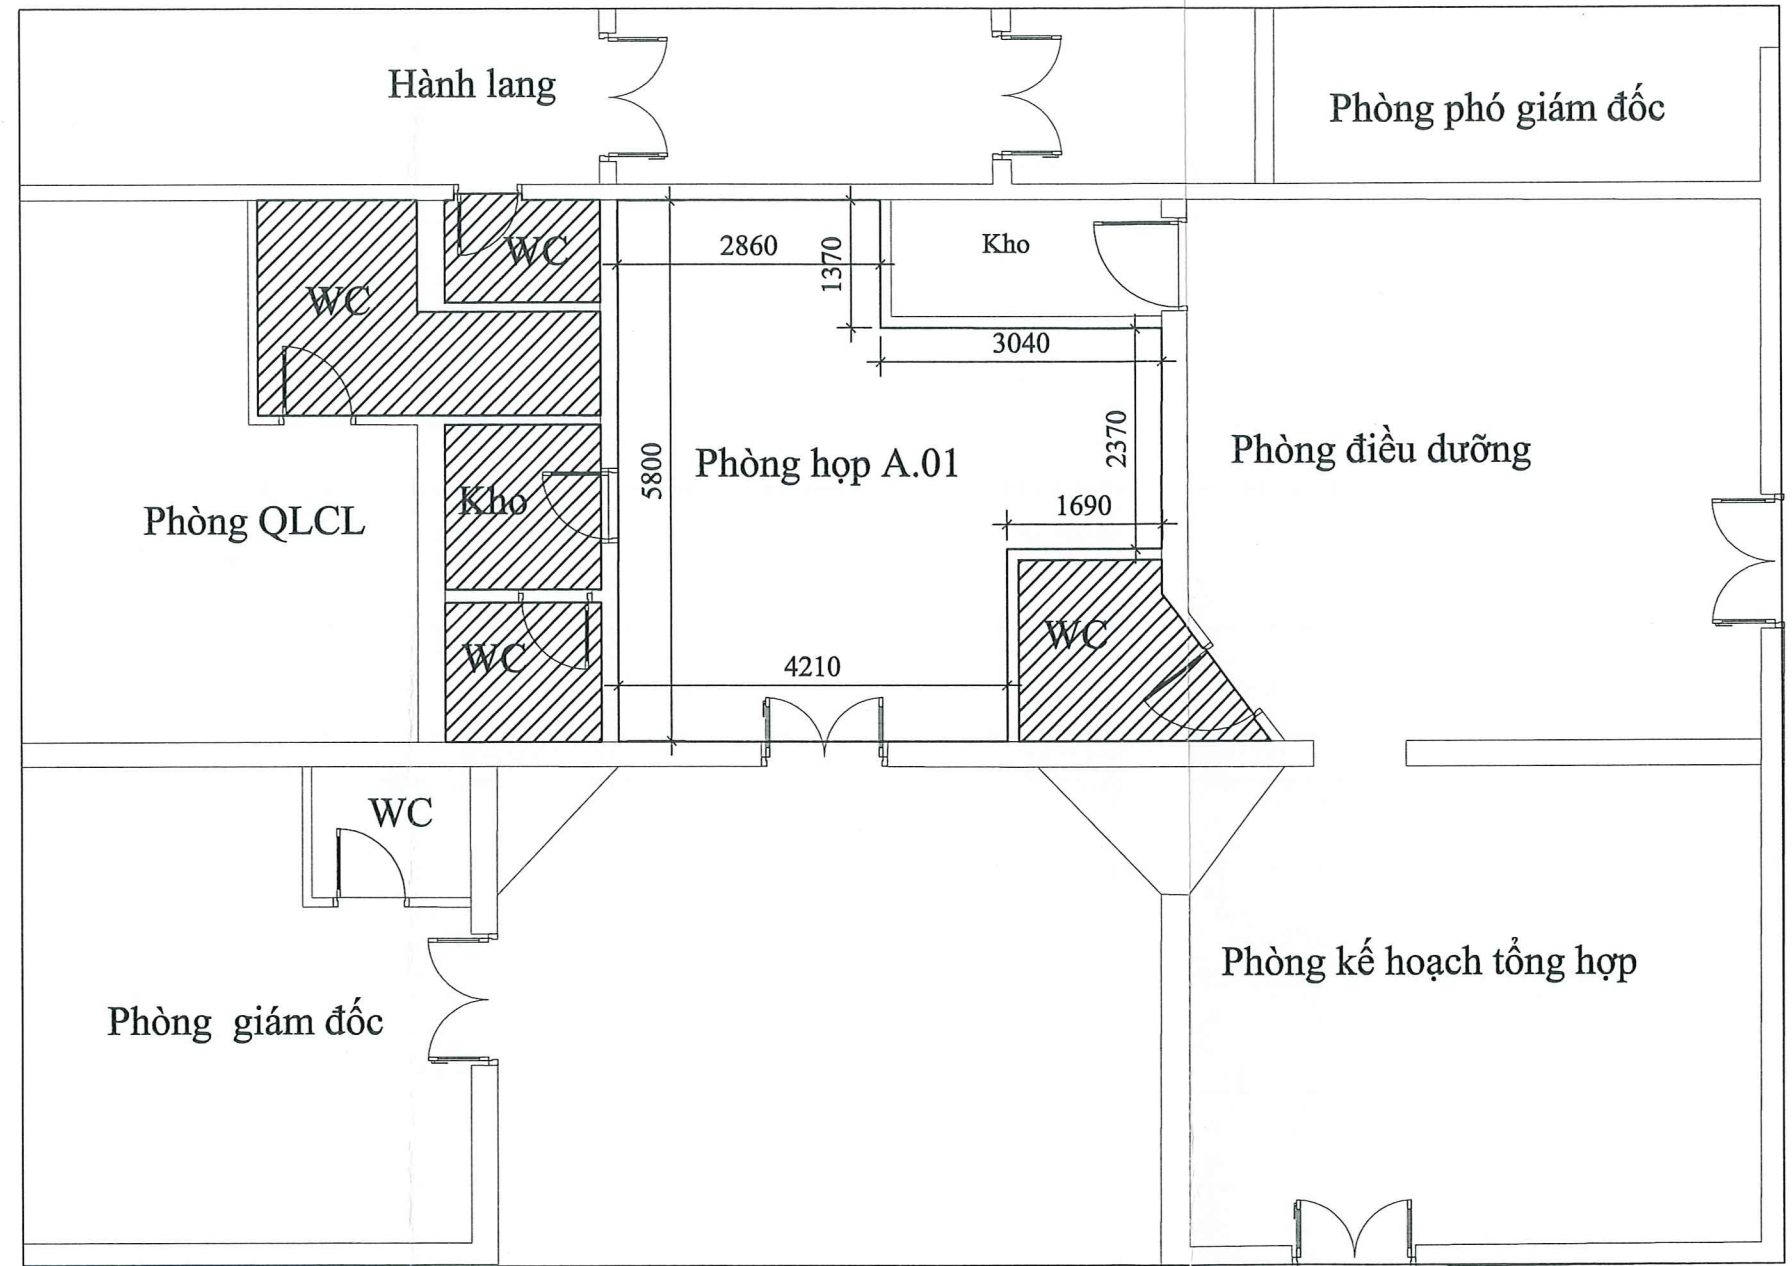 Hành lang
Phòng phó giám đốc
WC
2860
1370
Kho
WC
3040
5800
Phòng họp A.01
2370
Phòng điều dưỡng
Kho
1690
Phòng QLCL
WC
WC
4210
WC
Phòng kế hoạch tổng hợp
Phòng giám đốc